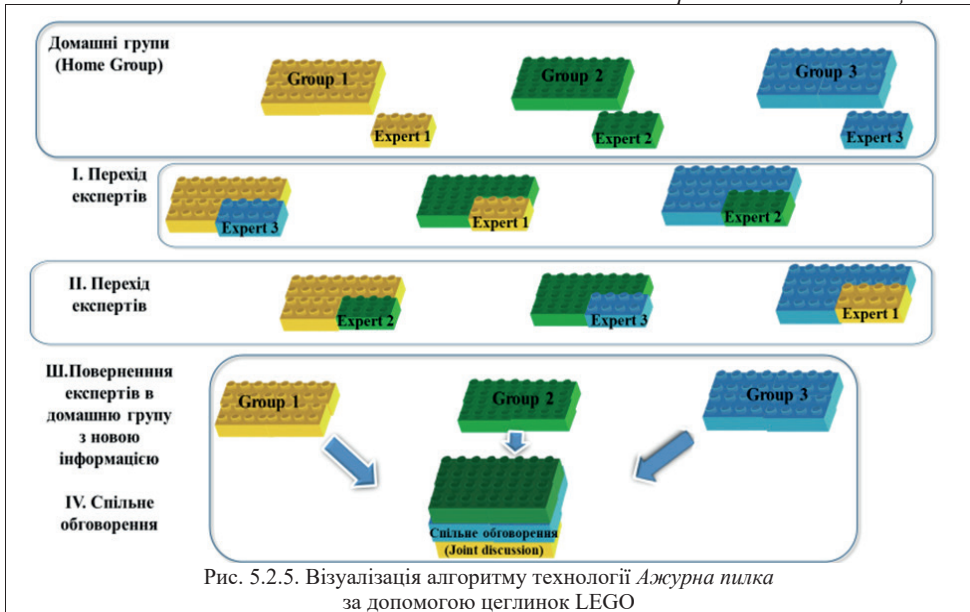 Домашні групи
(Home Group)
Group 1
Group 2
Group 3
Expert 1
Expert 2
Expert 3
І. Перехід
експертів
Expert 3
Expert 1
Expert 2
ІІ. Перехід
експертів
Expert 2
Expert 3
Expert 1
Ш.Поверненння
експертів в
домашню групу
з новою
інформацією
Group 1
Group 2
Group 3
IV. Спільне
обговорення
Спільне обговорення
(Joint discussion)
Рис. 5.2.5. Візуалізація алгоритму технології Ажурна пилка
за допомогою цеглинок LEGO